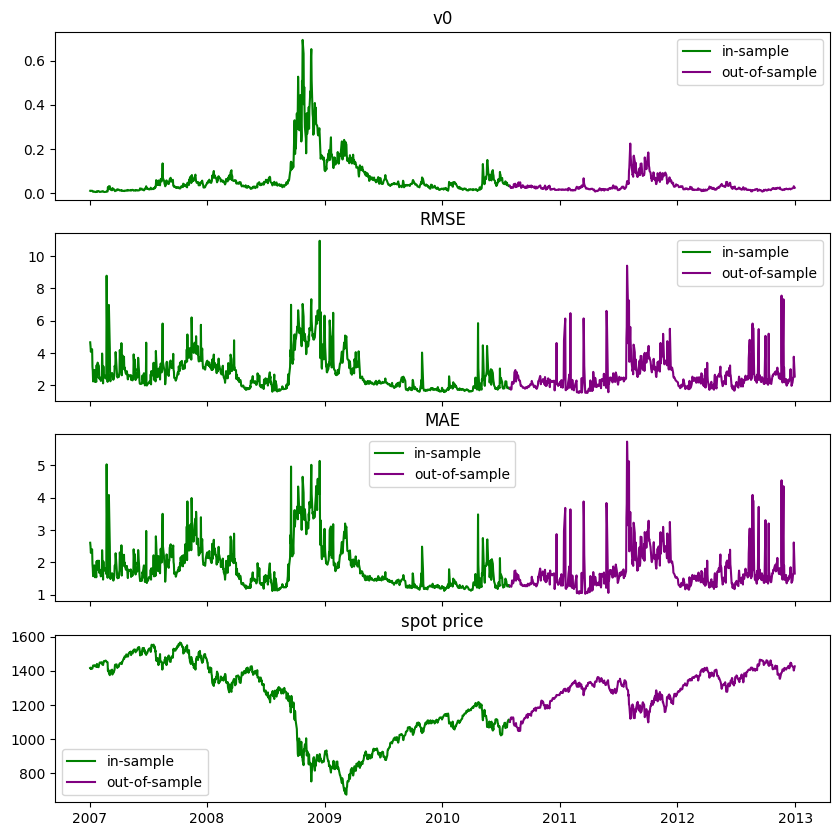 v0
in-sample
out-of-sample
0.6
0.4
0.2
0.0
RMSE
in-sample
out-of-sample
10
8
6
4
2
MAE
in-sample
out-of-sample
5
4
3
2
1
spot price
1600
1400
1200
1000
800
in-sample
out-of-sample
2007 2008 2009 2010 2011 2012 2013